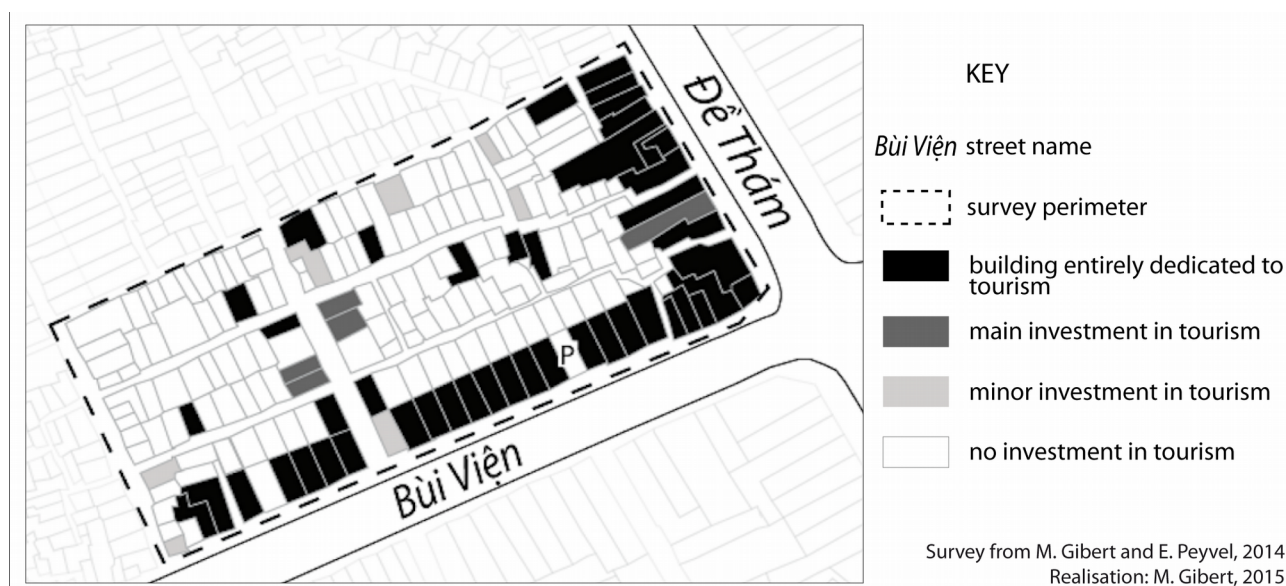 Đề Thám
P
Bùi Viện
KEY
Bùi Viện street name
survey perimeter
building entirely dedicated to
tourism
main investment in tourism
minor investment in tourism
no investment in tourism
Survey from M. Gibert and E. Peyvel, 2014
Realisation: M. Gibert, 2015